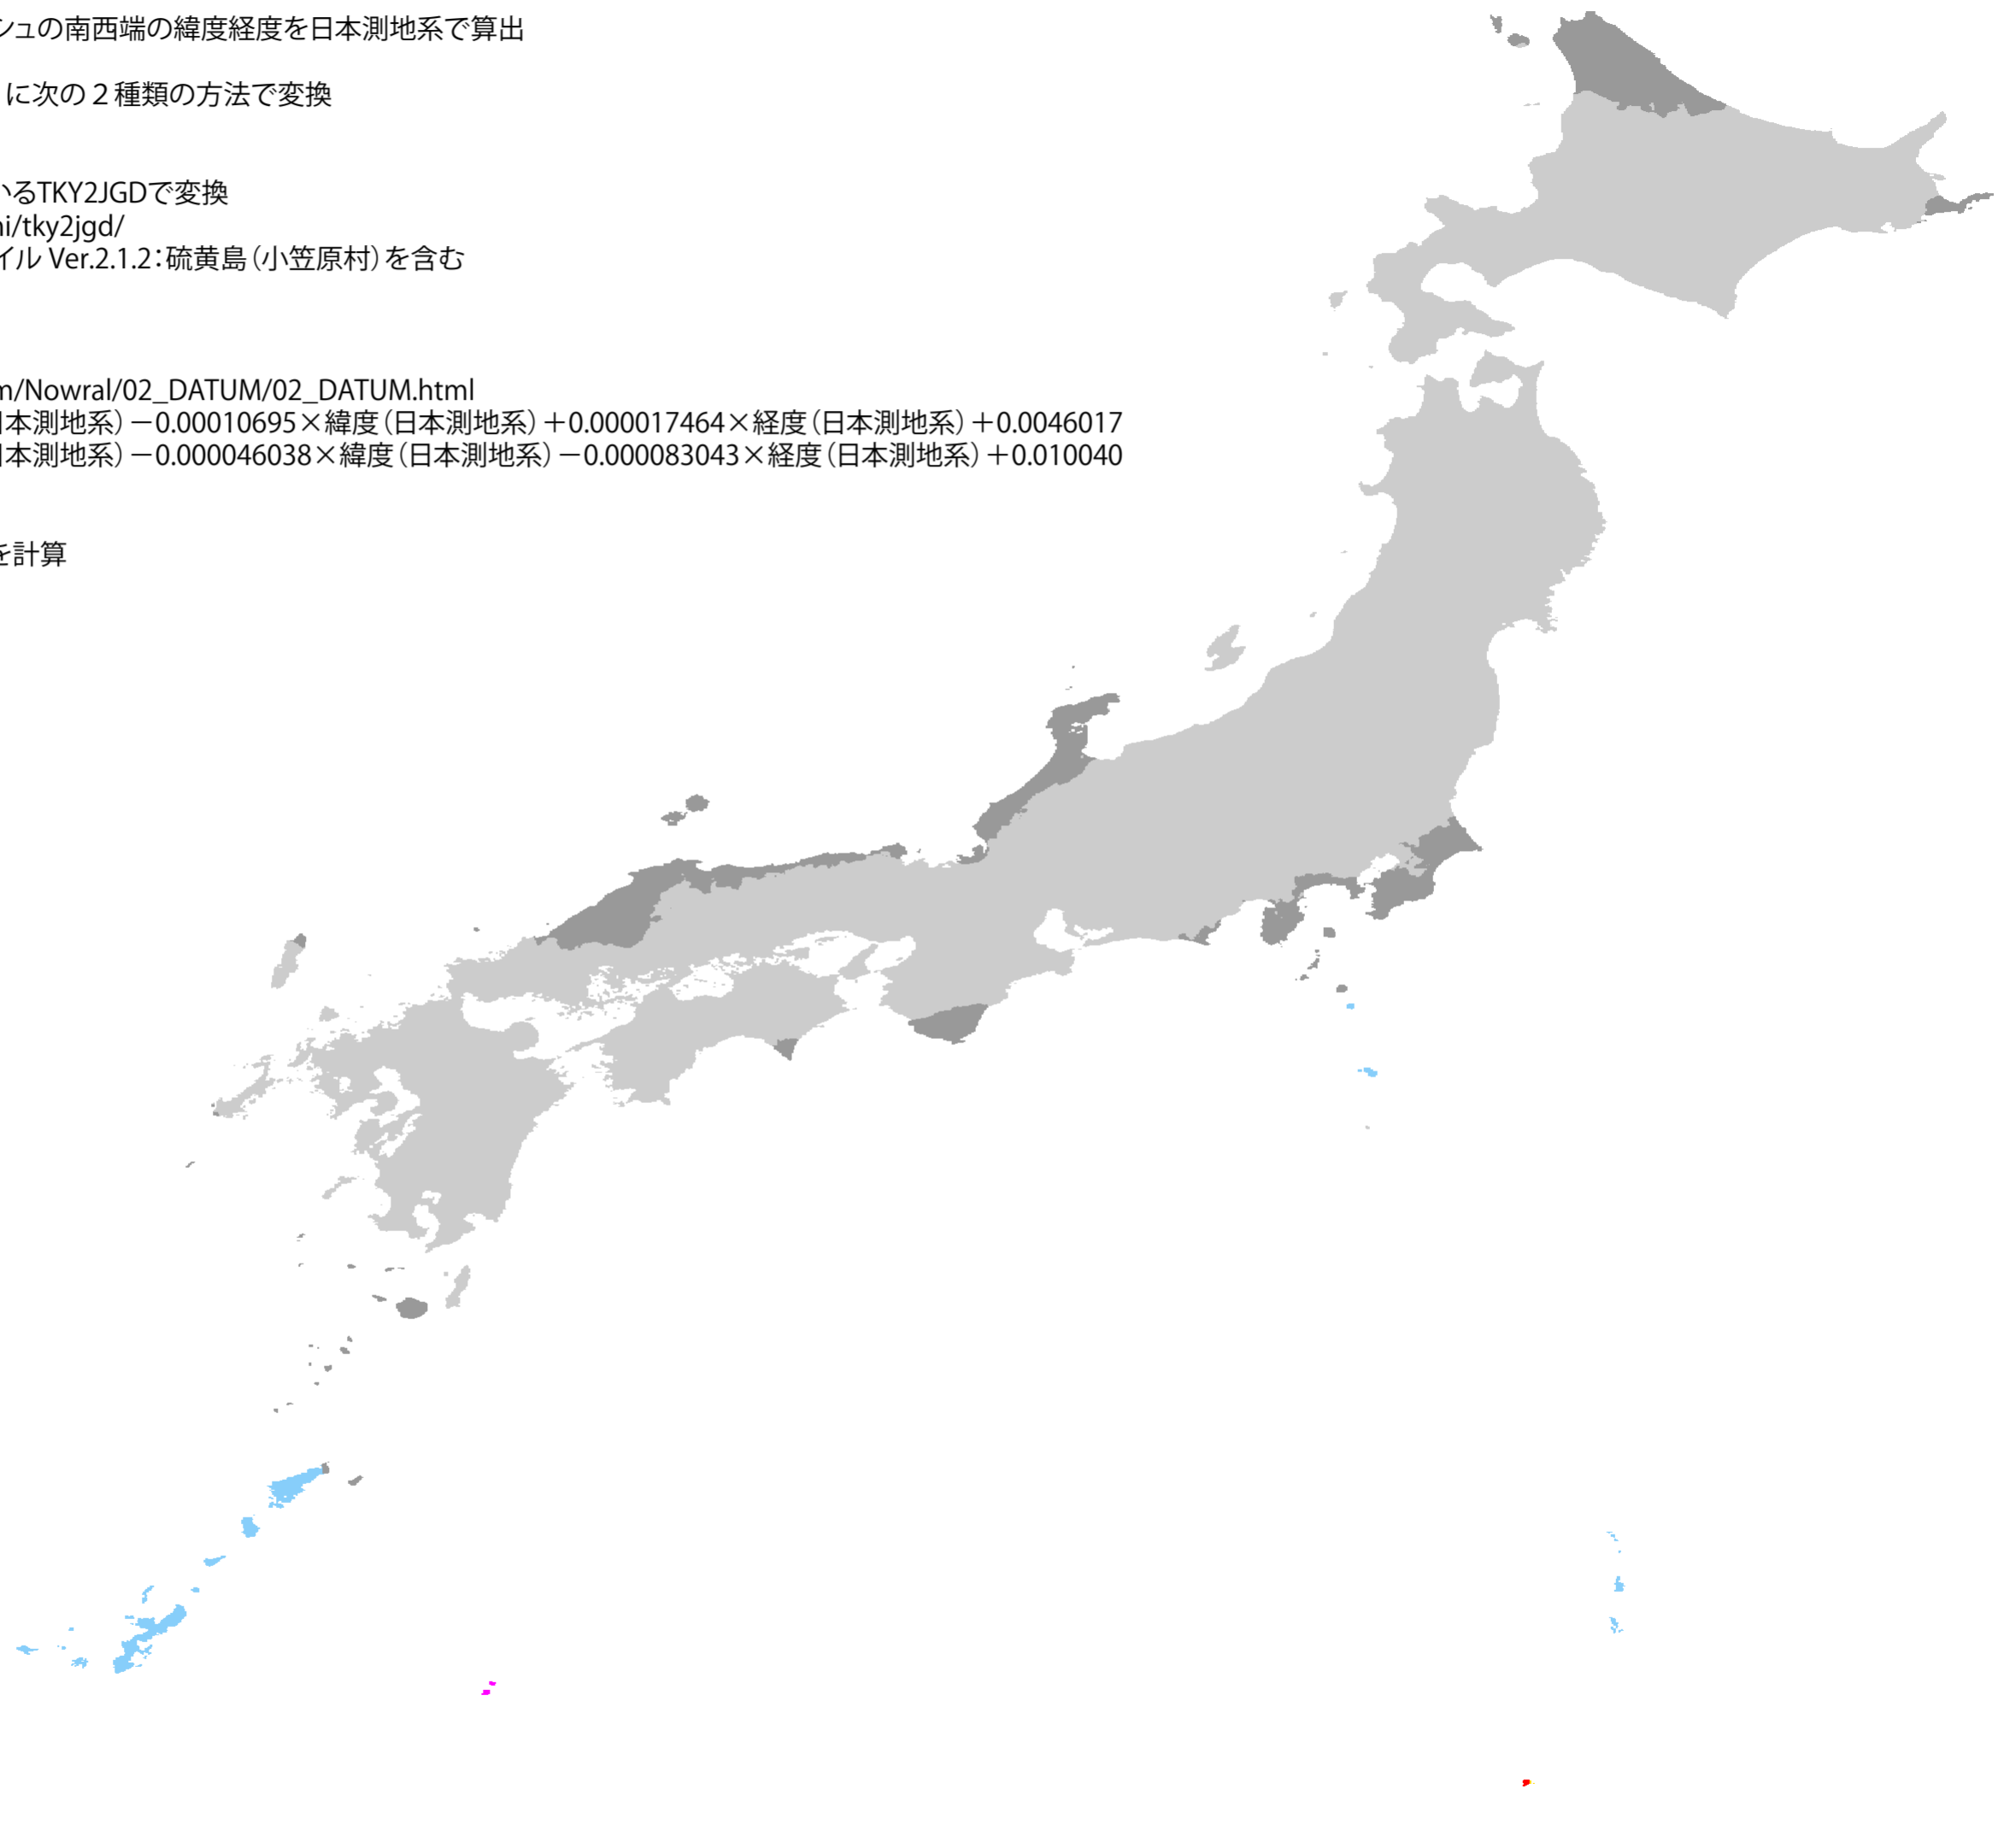 シュの南西端の緯度経度を日本測地系で算出
に次の２種類の方法で変換
いるTKY2JGDで変換
i/tky2jgd/
イル Ver.2.1.2：硫黄島（小笠原村）を含む
m/Nowral/02_DATUM/02_DATUM.html
日本測地系）－0.00010695×緯度（日本測地系）＋0.000017464×経度（日本測地系）＋0.0046017
日本測地系）－0.000046038×緯度（日本測地系）－0.000083043×経度（日本測地系）＋0.010040
を計算